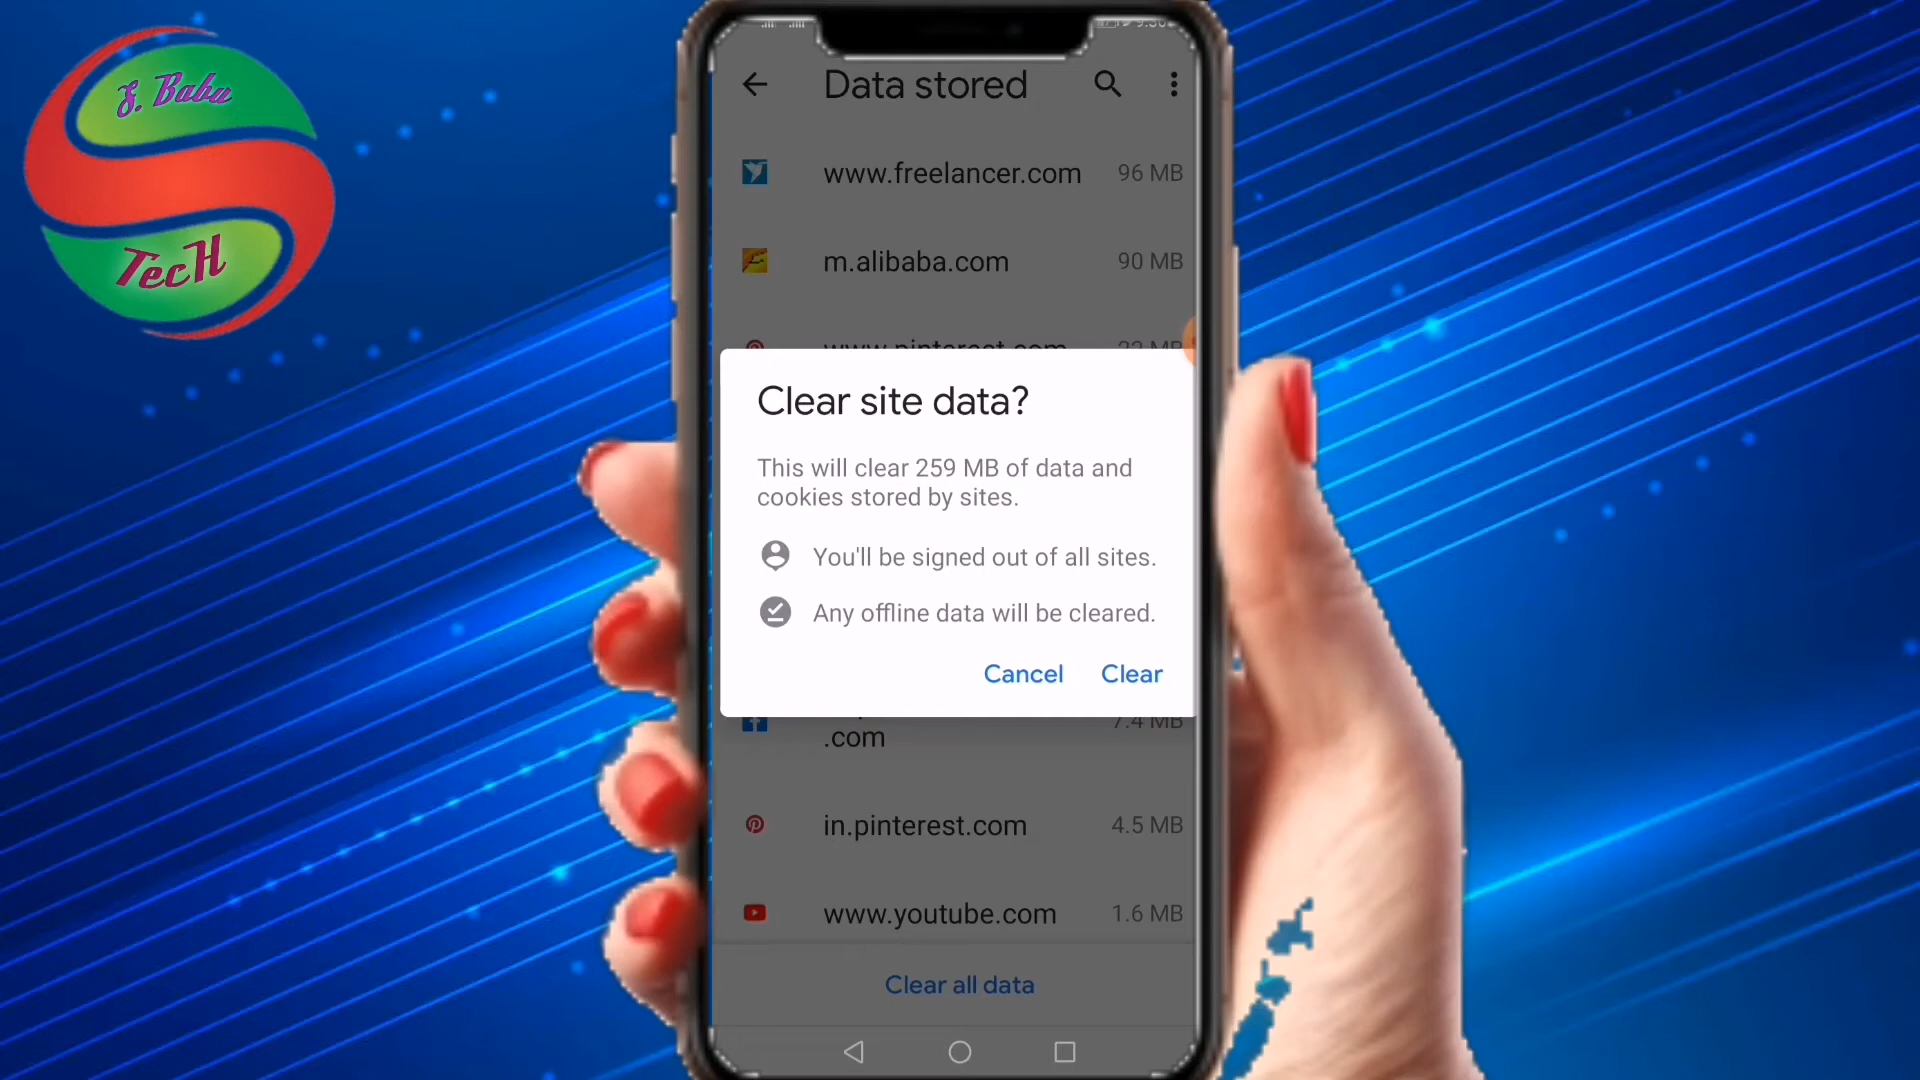 S. Babu
TecH
Data stored
www.freelancer.com 96 MB
m.alibaba.com 90 MB
www.pinterest.com
Clear site data?
This will clear 259 MB of data and
cookies stored by sites.
You'll be signed out of all sites.
Any offline data will be cleared.
Cancel Clear
7.4 MB
.com
in.pinterest.com 4.5 MB
www.youtube.com 1.6 MB
Clear all data